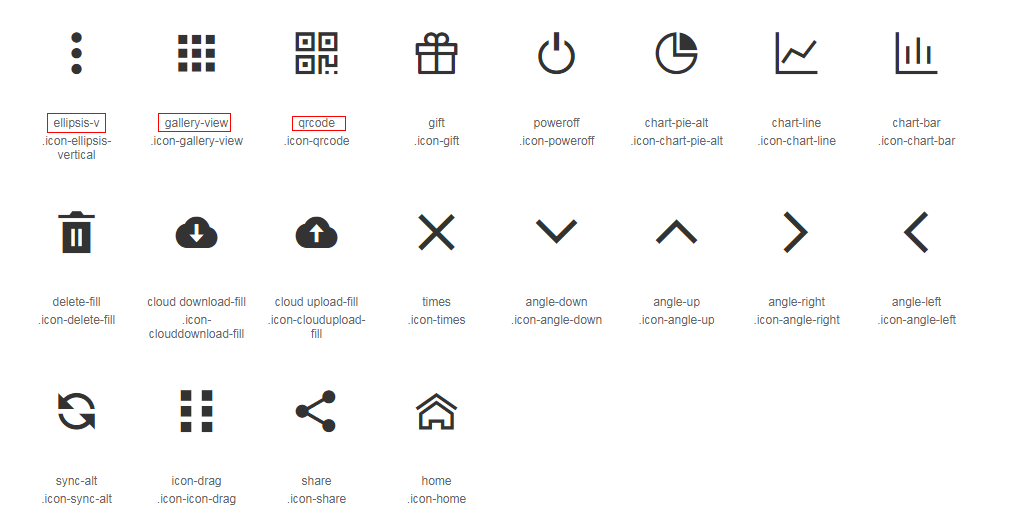 ellipsis-v gallery-view qrcode gift poweroff chart-pie-alt chart-line chart-bar
.icon-ellipsis- .icon-gallery-view .icon-qrcode .icon-gift .icon-poweroff .icon-chart-pie-alt .icon-chart-line .icon-chart-bar
vertical
delete-fill cloud download-fill cloud upload-fill times angle-down angle-up angle-right angle-left
.icon-delete-fill .icon- .icon-cloudupload- .icon-times .icon-angle-down .icon-angle-up .icon-angle-right .icon-angle-left
clouddownload-fill fill
sync-alt icon-drag share home
.icon-sync-alt .icon-icon-drag .icon-share .icon-home